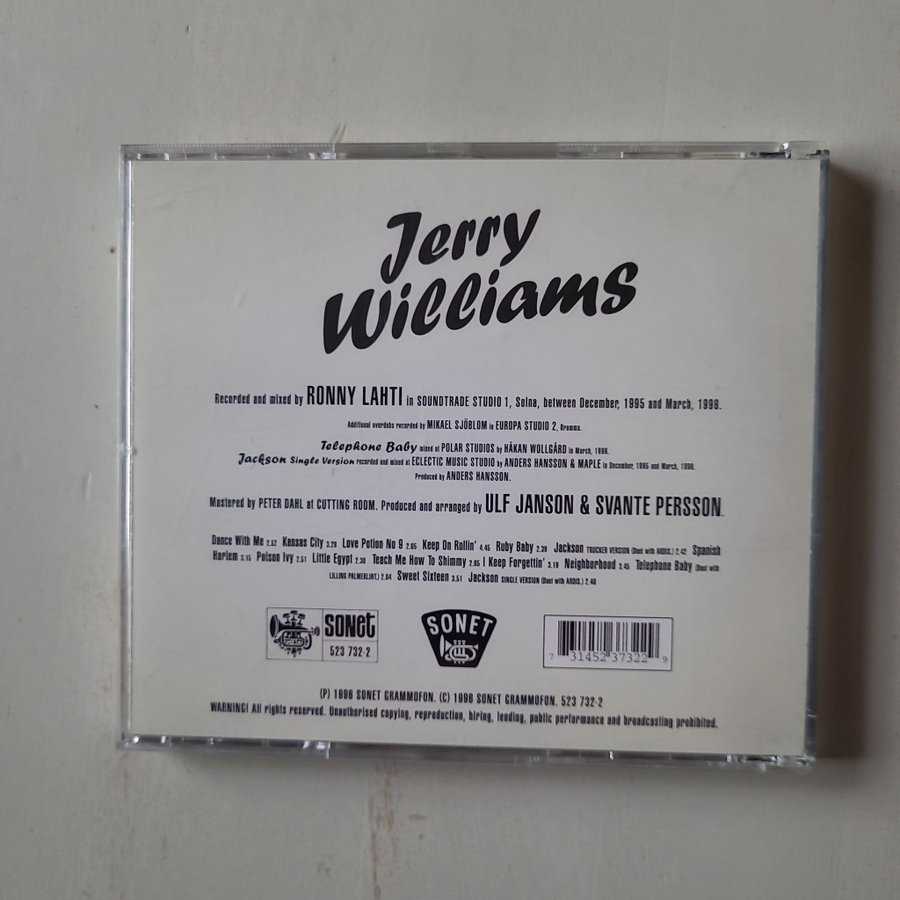 Jerry
Williams
Recorded and mixed by RONNY LAHTI in SOUNDTRADE STUDIO 1, Solna, between December, 1995 and March, 1996.
Additional overdubs recorded by MIKAEL SJÖBLOM in EUROPA STUDIO 2, Bromma.
Telephone Baby mixed at POLAR STUDIOS by HÅKAN WOLLGÅRD in March, 1996.
Jackson Single Version recorded and mixed at ECLECTIC MUSIC STUDIO by ANDERS HANSSON & MAPLE in December, 1995 and March, 1996.
Produced by ANDERS HANSSON.
Mastered by PETER DAHL at CUTTING ROOM. Produced and arranged by ULF JANSON & SVANTE PERSSON.
Dance With Me 2.52 Kansas City 3.29 Love Potion No 9 2.05 Keep On Rollin' 4.45 Ruby Baby 2.39 Jackson TRUCKER VERSION (Duet with ARDIS.) 2.42 Spanish
Harlem 3.15 Poison Ivy 2.51 Little Egypt 2.30 Teach Me How To Shimmy 2.05 I Keep Forgettin' 3.19 Neighborhood 3.45 Telephone Baby (Duet with
LILLING PALMEKLINT.) 2.04 Sweet Sixteen 3.51 Jackson SINGLE VERSION (Duet with ARDIS.) 2.40
SONET
523 732-2
SONET
7 31452 37322 9
(P) 1996 SONET GRAMMOFON. (C) 1996 SONET GRAMMOFON. 523 732-2
WARNING! All rights reserved. Unauthorised copying, reproduction, hiring, lending, public performance and broadcasting prohibited.